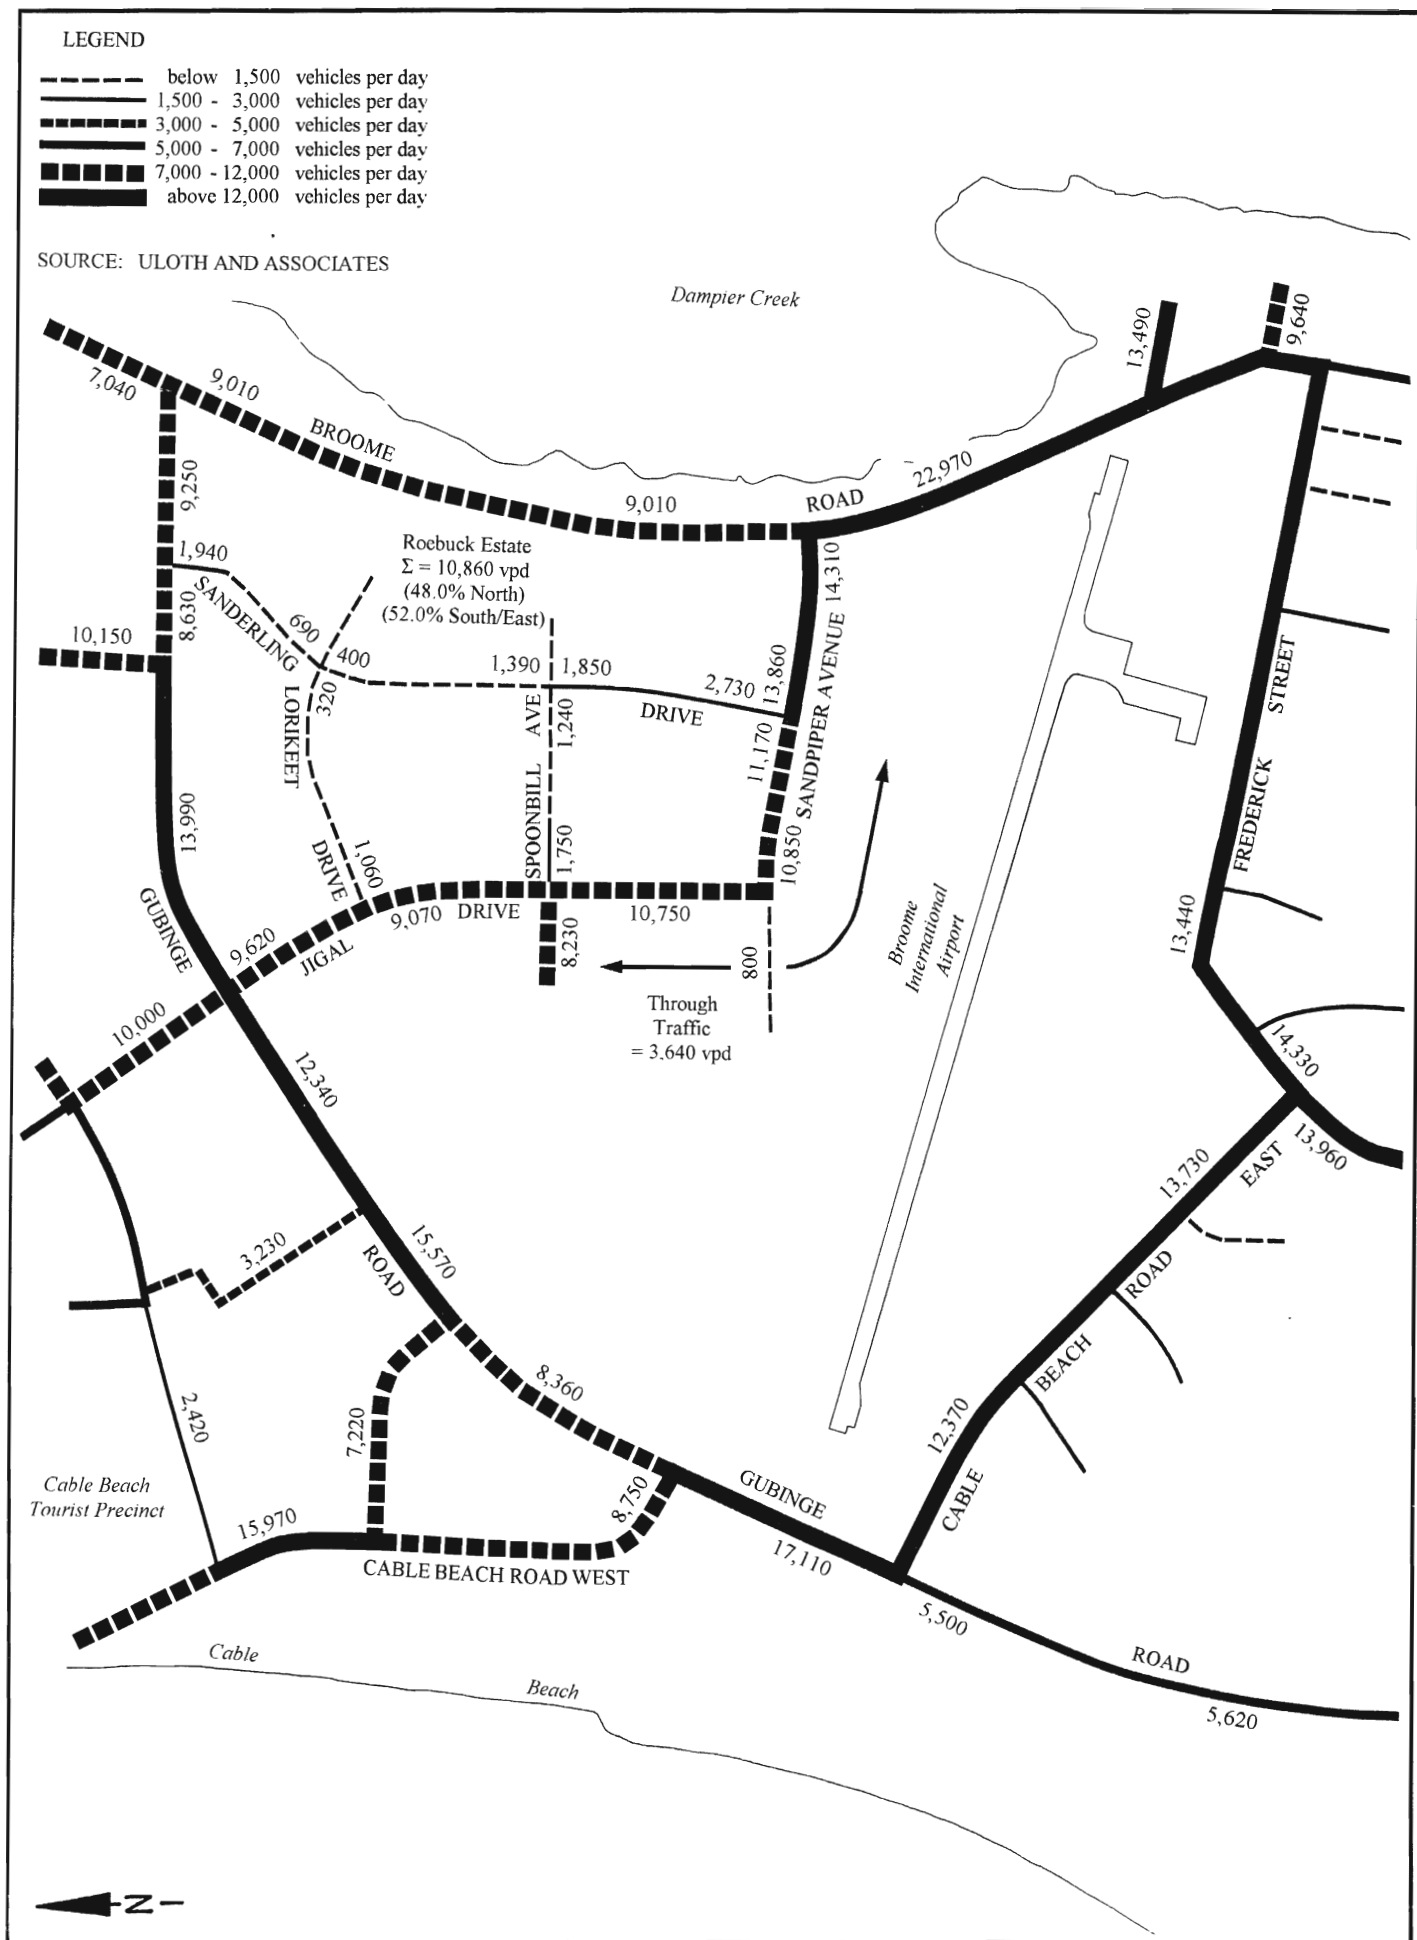 LEGEND
below 1,500 vehicles per day
1,500 - 3,000 vehicles per day
3,000 - 5,000 vehicles per day
5,000 - 7,000 vehicles per day
7,000 - 12,000 vehicles per day
above 12,000 vehicles per day
SOURCE: ULOTH AND ASSOCIATES
Dampier Creek
13,490
9,640
7,040
9,010
BROOME
9,250
22,970
9,010
ROAD
Roebuck Estate
Σ = 10,860 vpd
(48.0% North)
(52.0% South/East)
1,940
SANDERLING
8,630
14,310
10,150
690
400
320
1,390
1,850
2,730
13,860
DRIVE
SANDPIPER AVENUE
STREET
LORIKEET
AVE
1,240
11,170
13,990
SPOONBILL
1,750
10,850
FREDERICK
DRIVE
1,060
GUBINGE
9,070
DRIVE
10,750
9,620
JIGAL
8,230
800
Broome
International
Airport
13,440
10,000
Through
Traffic
= 3,640 vpd
12,340
14,330
13,960
EAST
13,730
3,230
15,570
ROAD
ROAD
8,360
BEACH
7,220
2,420
12,370
CABLE
Cable Beach
Tourist Precinct
8,750
GUBINGE
15,970
17,110
CABLE BEACH ROAD WEST
5,500
ROAD
5,620
Cable
Beach
N